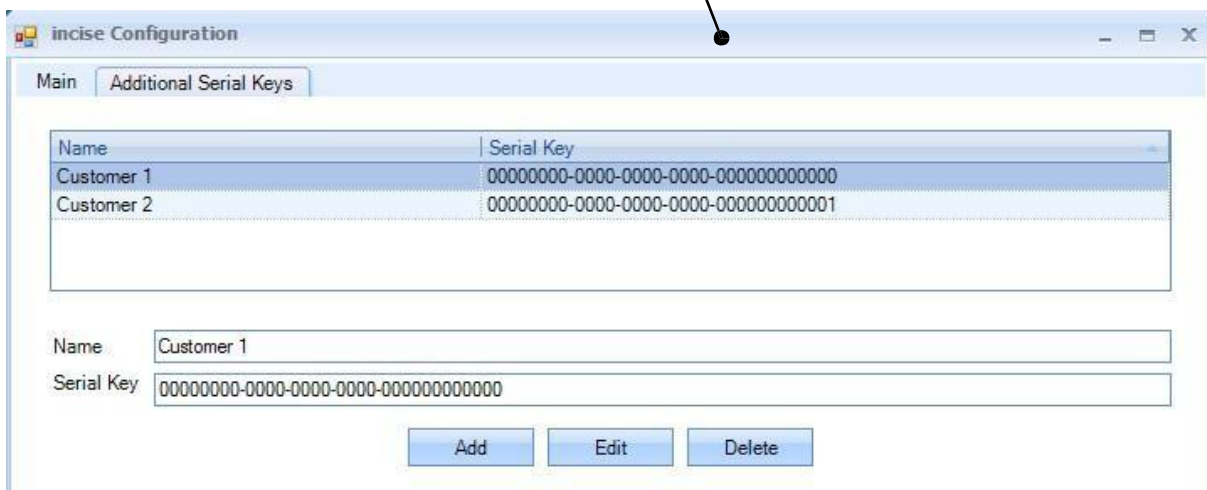 incise Configuration
Main Additional Serial Keys
Name Serial Key
Customer 1 00000000-0000-0000-0000-000000000000
Customer 2 00000000-0000-0000-0000-000000000001
Name Customer 1
Serial Key 00000000-0000-0000-0000-000000000000
Add Edit Delete